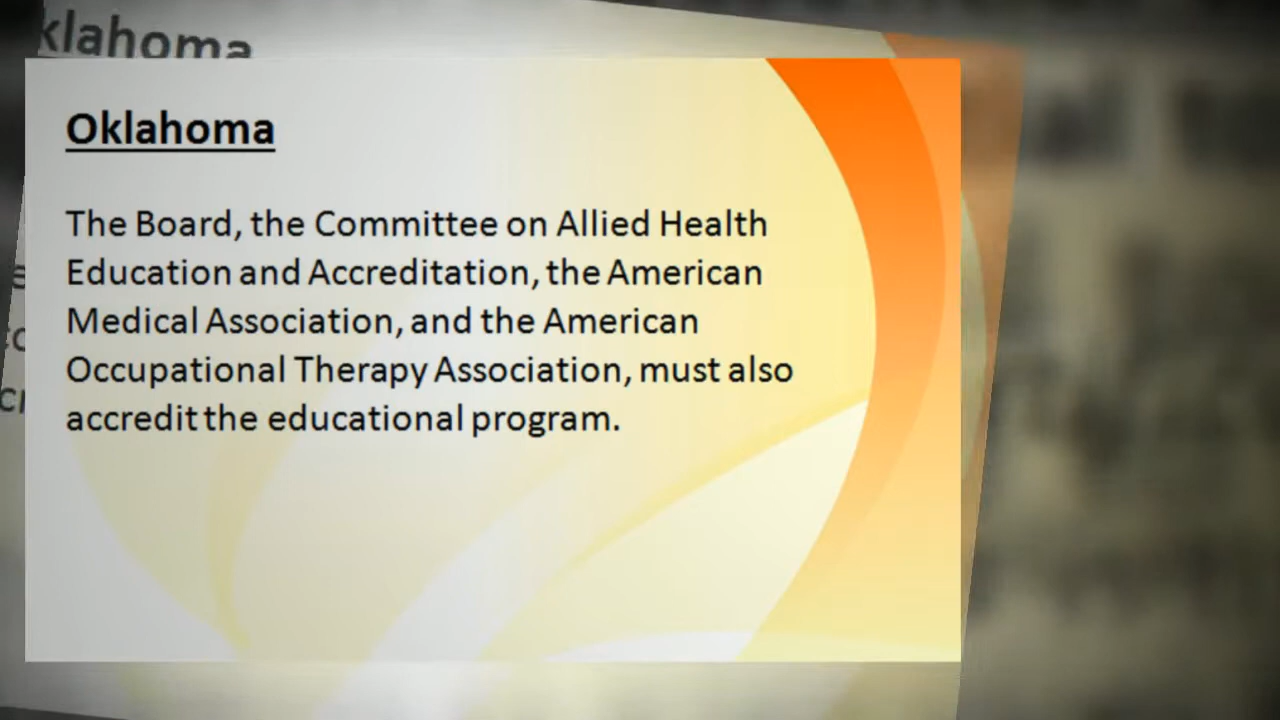 klahoma
Oklahoma
The Board, the Committee on Allied Health
Education and Accreditation, the American
Medical Association, and the American
Occupational Therapy Association, must also
accredit the educational program.